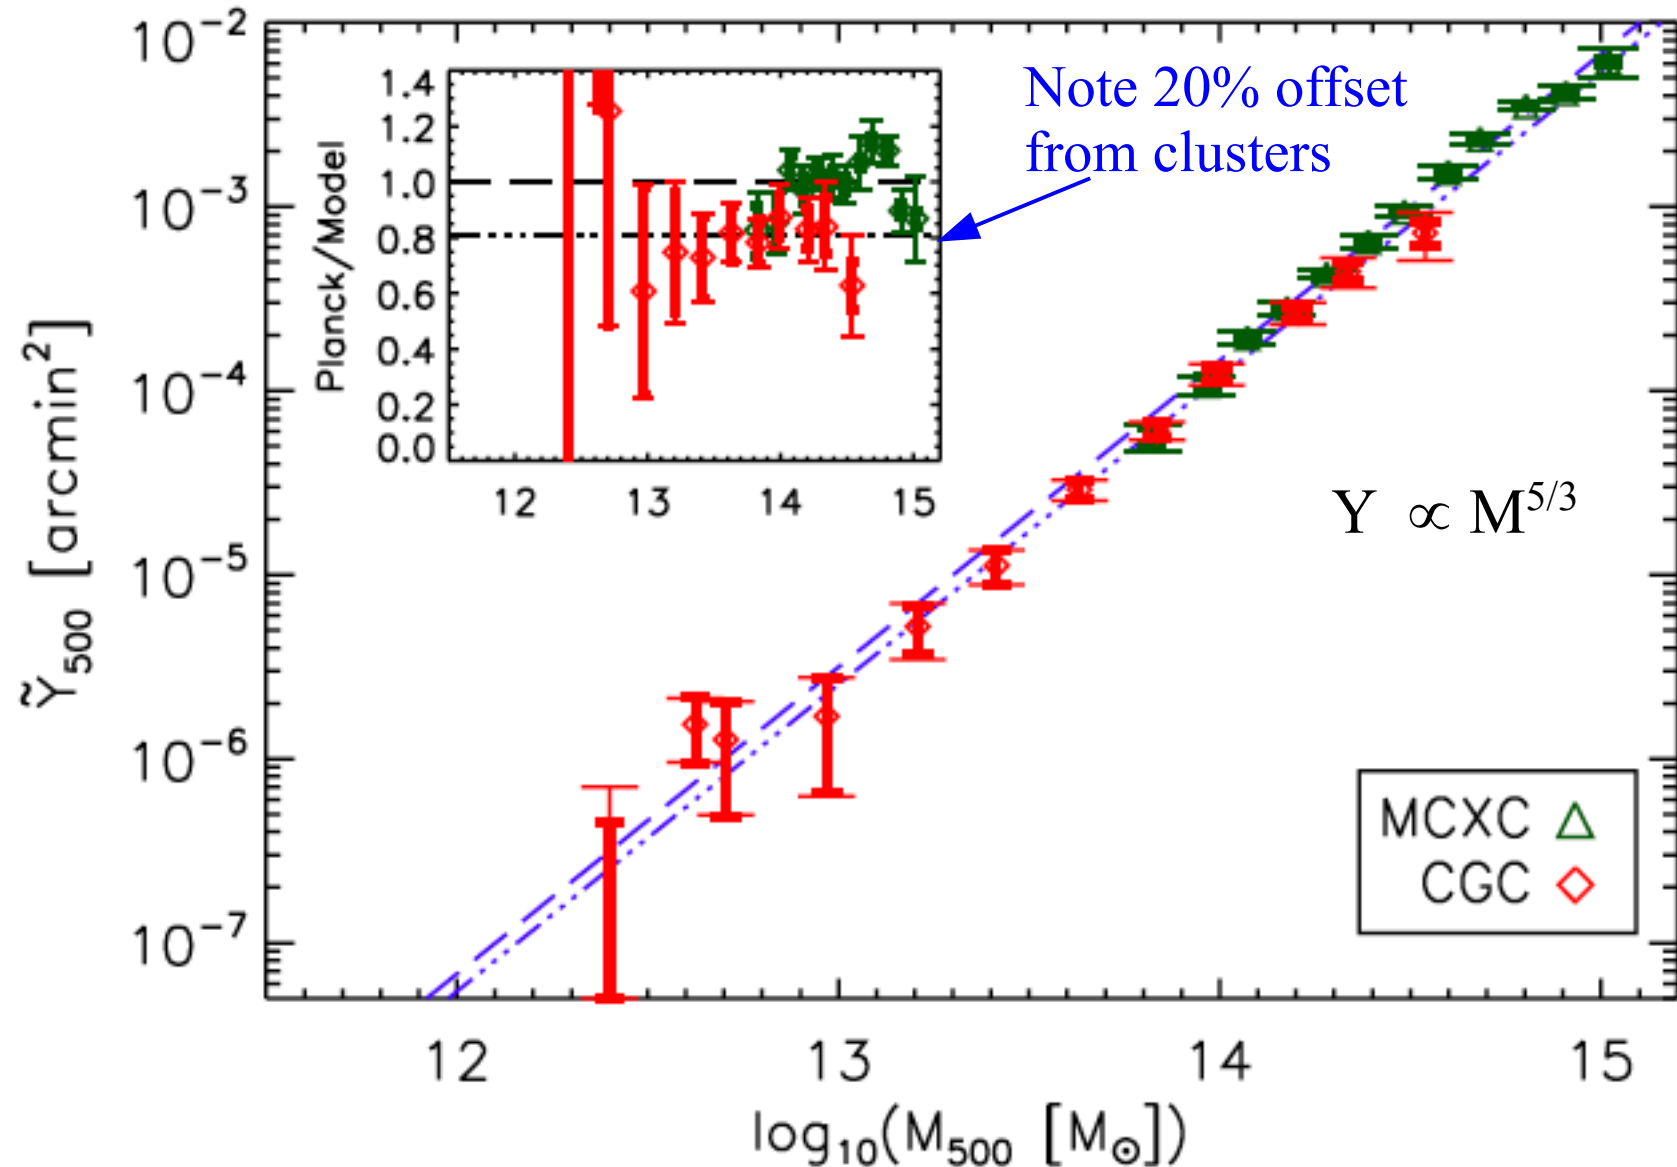 10⁻²
10⁻³
10⁻⁴
10⁻⁵
10⁻⁶
10⁻⁷
Ỹ₅₀₀ [arcmin²]
1.4
1.2
1.0
0.8
0.6
0.4
0.2
0.0
Planck/Model
12 13 14 15
Note 20% offset
from clusters
Y ∝ M^5/3
MCXC
CGC
12 13 14 15
log₁₀(M₅₀₀ [M⊙])